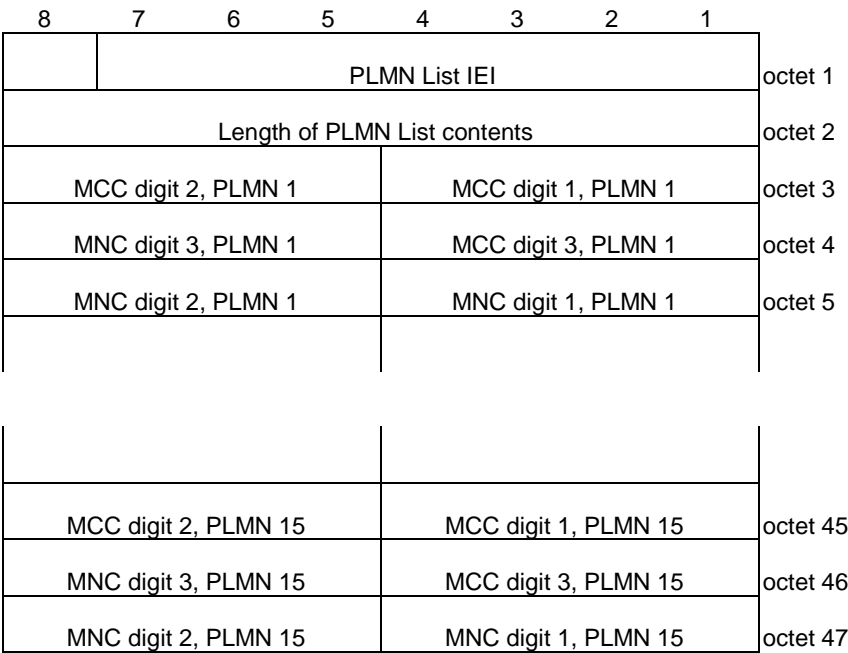 8 7 6 5 4 3 2 1
PLMN List IEI octet 1
Length of PLMN List contents octet 2
MCC digit 2, PLMN 1 MCC digit 1, PLMN 1 octet 3
MNC digit 3, PLMN 1 MCC digit 3, PLMN 1 octet 4
MNC digit 2, PLMN 1 MNC digit 1, PLMN 1 octet 5
MCC digit 2, PLMN 15 MCC digit 1, PLMN 15 octet 45
MNC digit 3, PLMN 15 MCC digit 3, PLMN 15 octet 46
MNC digit 2, PLMN 15 MNC digit 1, PLMN 15 octet 47